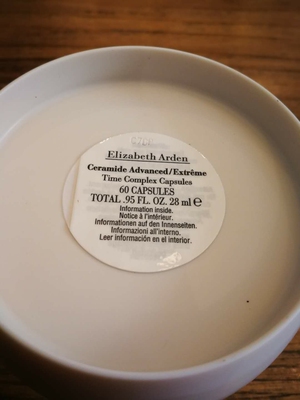 Elizabeth Arden
Ceramide Advanced/Extrême
Time Complex Capsules
60 CAPSULES
TOTAL .95 FL. OZ. 28 ml ℮
Information inside.
Notice à l'intérieur.
Informationen auf den Innenseiten.
Informazioni all'interno.
Leer información en el interior.